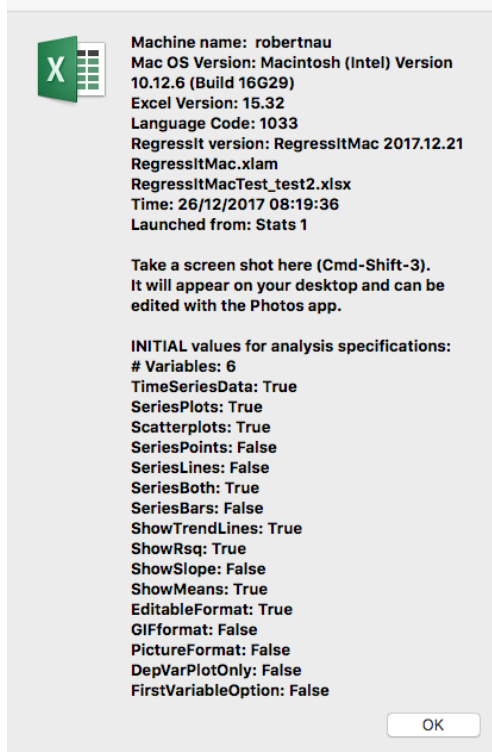 Machine name:  robertnau
Mac OS Version: Macintosh (Intel) Version
10.12.6 (Build 16G29)
Excel Version: 15.32
Language Code: 1033
RegressIt version: RegressItMac 2017.12.21
RegressItMac.xlam
RegressItMacTest_test2.xlsx
Time: 26/12/2017 08:19:36
Launched from: Stats 1
Take a screen shot here (Cmd-Shift-3).
It will appear on your desktop and can be
edited with the Photos app.
INITIAL values for analysis specifications:
# Variables: 6
TimeSeriesData: True
SeriesPlots: True
Scatterplots: True
SeriesPoints: False
SeriesLines: False
SeriesBoth: True
SeriesBars: False
ShowTrendLines: True
ShowRsq: True
ShowSlope: False
ShowMeans: True
EditableFormat: True
GIFformat: False
PictureFormat: False
DepVarPlotOnly: False
FirstVariableOption: False
OK